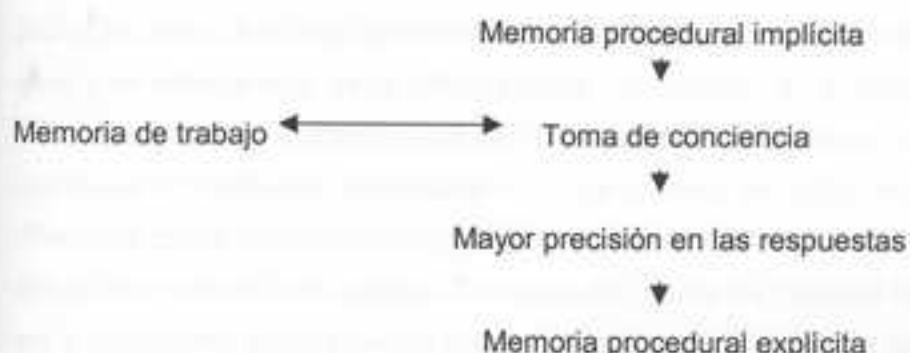 Memoria procedural implícita
Memoria de trabajo
Toma de conciencia
Mayor precisión en las respuestas
Memoria procedural explícita